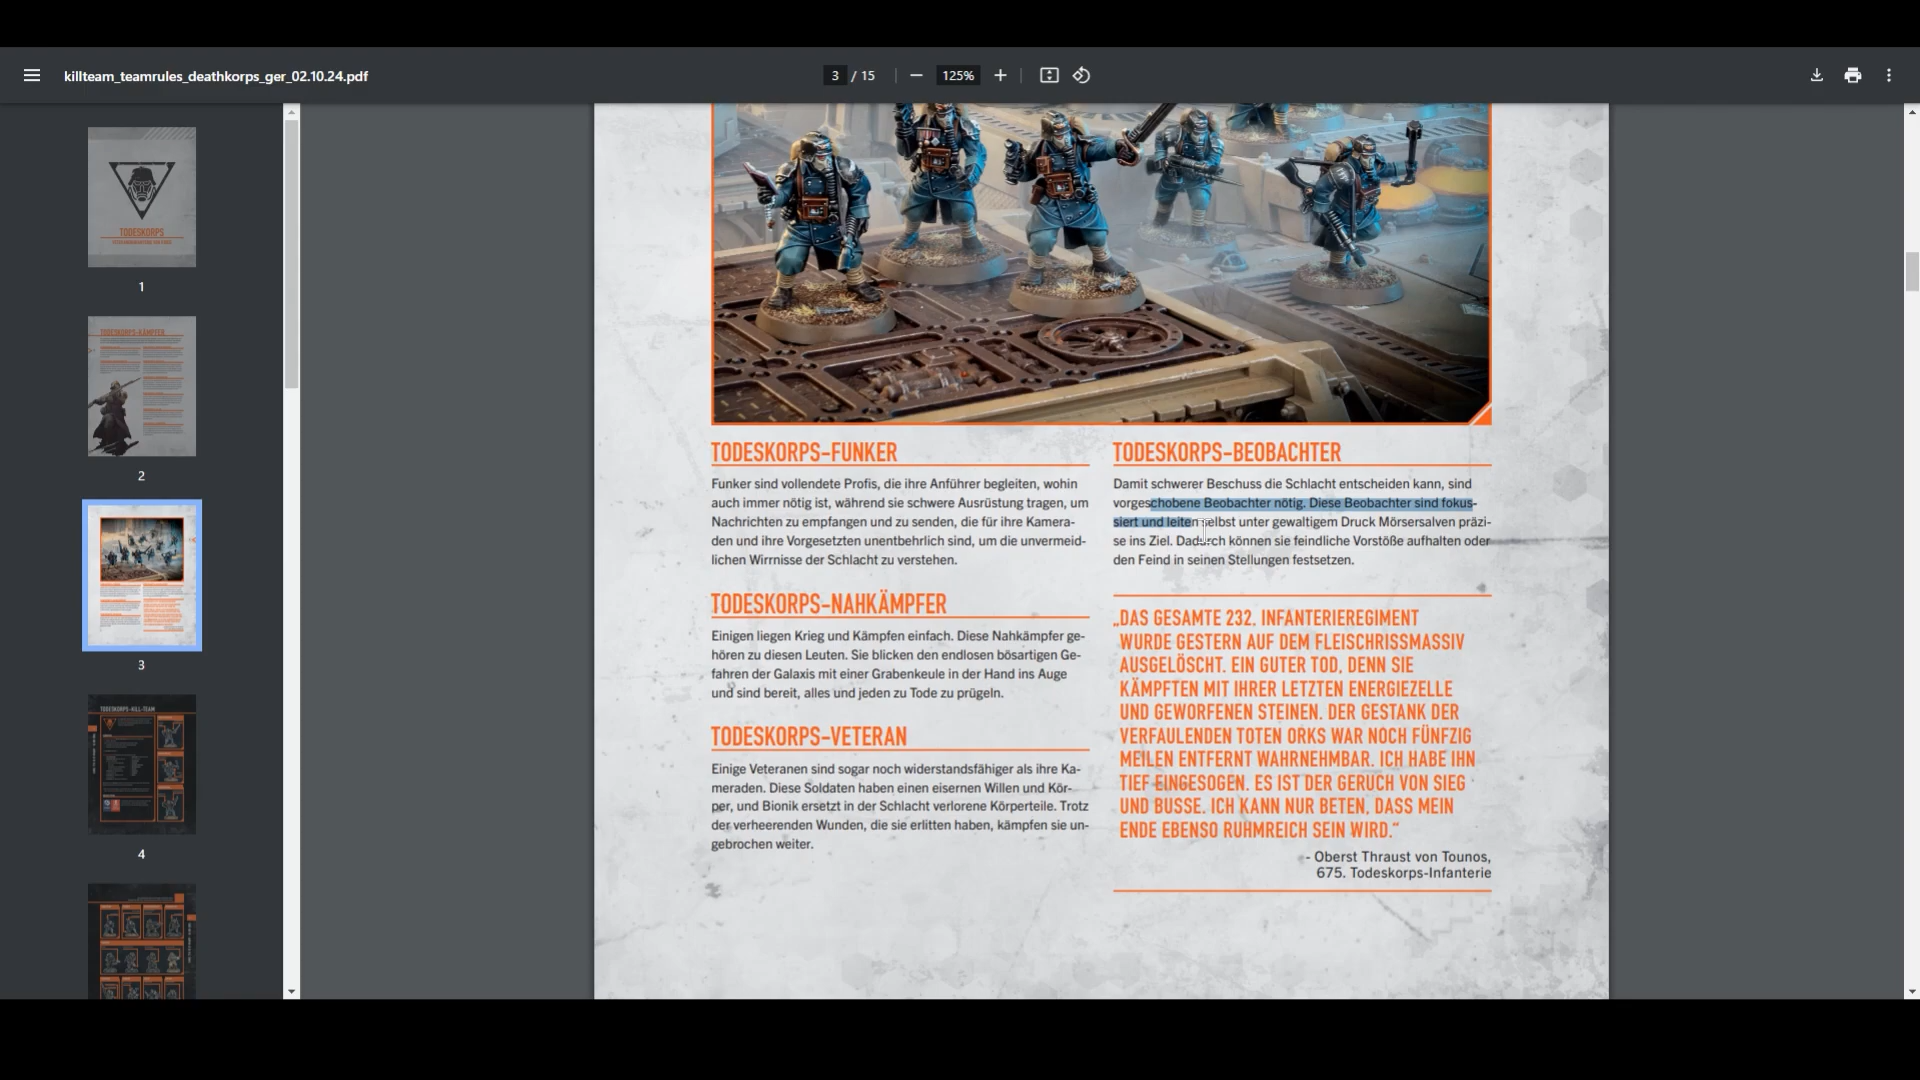 killteam_teamrules_deathkorps_ger_02.10.24.pdf
3 / 15
125%
TODESKORPS
1
TODESKORPS-KÄMPFER
2
3
TODESKORPS-KILL-TEAM
4
TODESKORPS-FUNKER
Funker sind vollendete Profis, die ihre Anführer begleiten, wohin
auch immer nötig ist, während sie schwere Ausrüstung tragen, um
Nachrichten zu empfangen und zu senden, die für ihre Kamera-
den und ihre Vorgesetzten unentbehrlich sind, um die unvermeid-
lichen Wirrnisse der Schlacht zu verstehen.
TODESKORPS-NAHKÄMPFER
Einigen liegen Krieg und Kämpfen einfach. Diese Nahkämpfer ge-
hören zu diesen Leuten. Sie blicken den endlosen bösartigen Ge-
fahren der Galaxis mit einer Grabenkeule in der Hand ins Auge
und sind bereit, alles und jeden zu Tode zu prügeln.
TODESKORPS-VETERAN
Einige Veteranen sind sogar noch widerstandsfähiger als ihre Ka-
meraden. Diese Soldaten haben einen eisernen Willen und Kör-
per, und Bionik ersetzt in der Schlacht verlorene Körperteile. Trotz
der verheerenden Wunden, die sie erlitten haben, kämpfen sie un-
gebrochen weiter.
TODESKORPS-BEOBACHTER
Damit schwerer Beschuss die Schlacht entscheiden kann, sind
vorgeschobene Beobachter nötig. Diese Beobachter sind fokus-
siert und leiten selbst unter gewaltigem Druck Mörsersalven präzi-
se ins Ziel. Dadurch können sie feindliche Vorstöße aufhalten oder
den Feind in seinen Stellungen festsetzen.
„DAS GESAMTE 232. INFANTERIEREGIMENT
WURDE GESTERN AUF DEM FLEISCHRISSMASSIV
AUSGELÖSCHT. EIN GUTER TOD, DENN SIE
KÄMPFTEN MIT IHRER LETZTEN ENERGIEZELLE
UND GEWORFENEN STEINEN. DER GESTANK DER
VERFAULENDEN TOTEN ORKS WAR NOCH FÜNFZIG
MEILEN ENTFERNT WAHRNEHMBAR. ICH HABE IHN
TIEF EINGESOGEN. ES IST DER GERUCH VON SIEG
UND BUSSE. ICH KANN NUR BETEN, DASS MEIN
ENDE EBENSO RUHMREICH SEIN WIRD.“
- Oberst Thraust von Tounos,
675. Todeskorps-Infanterie